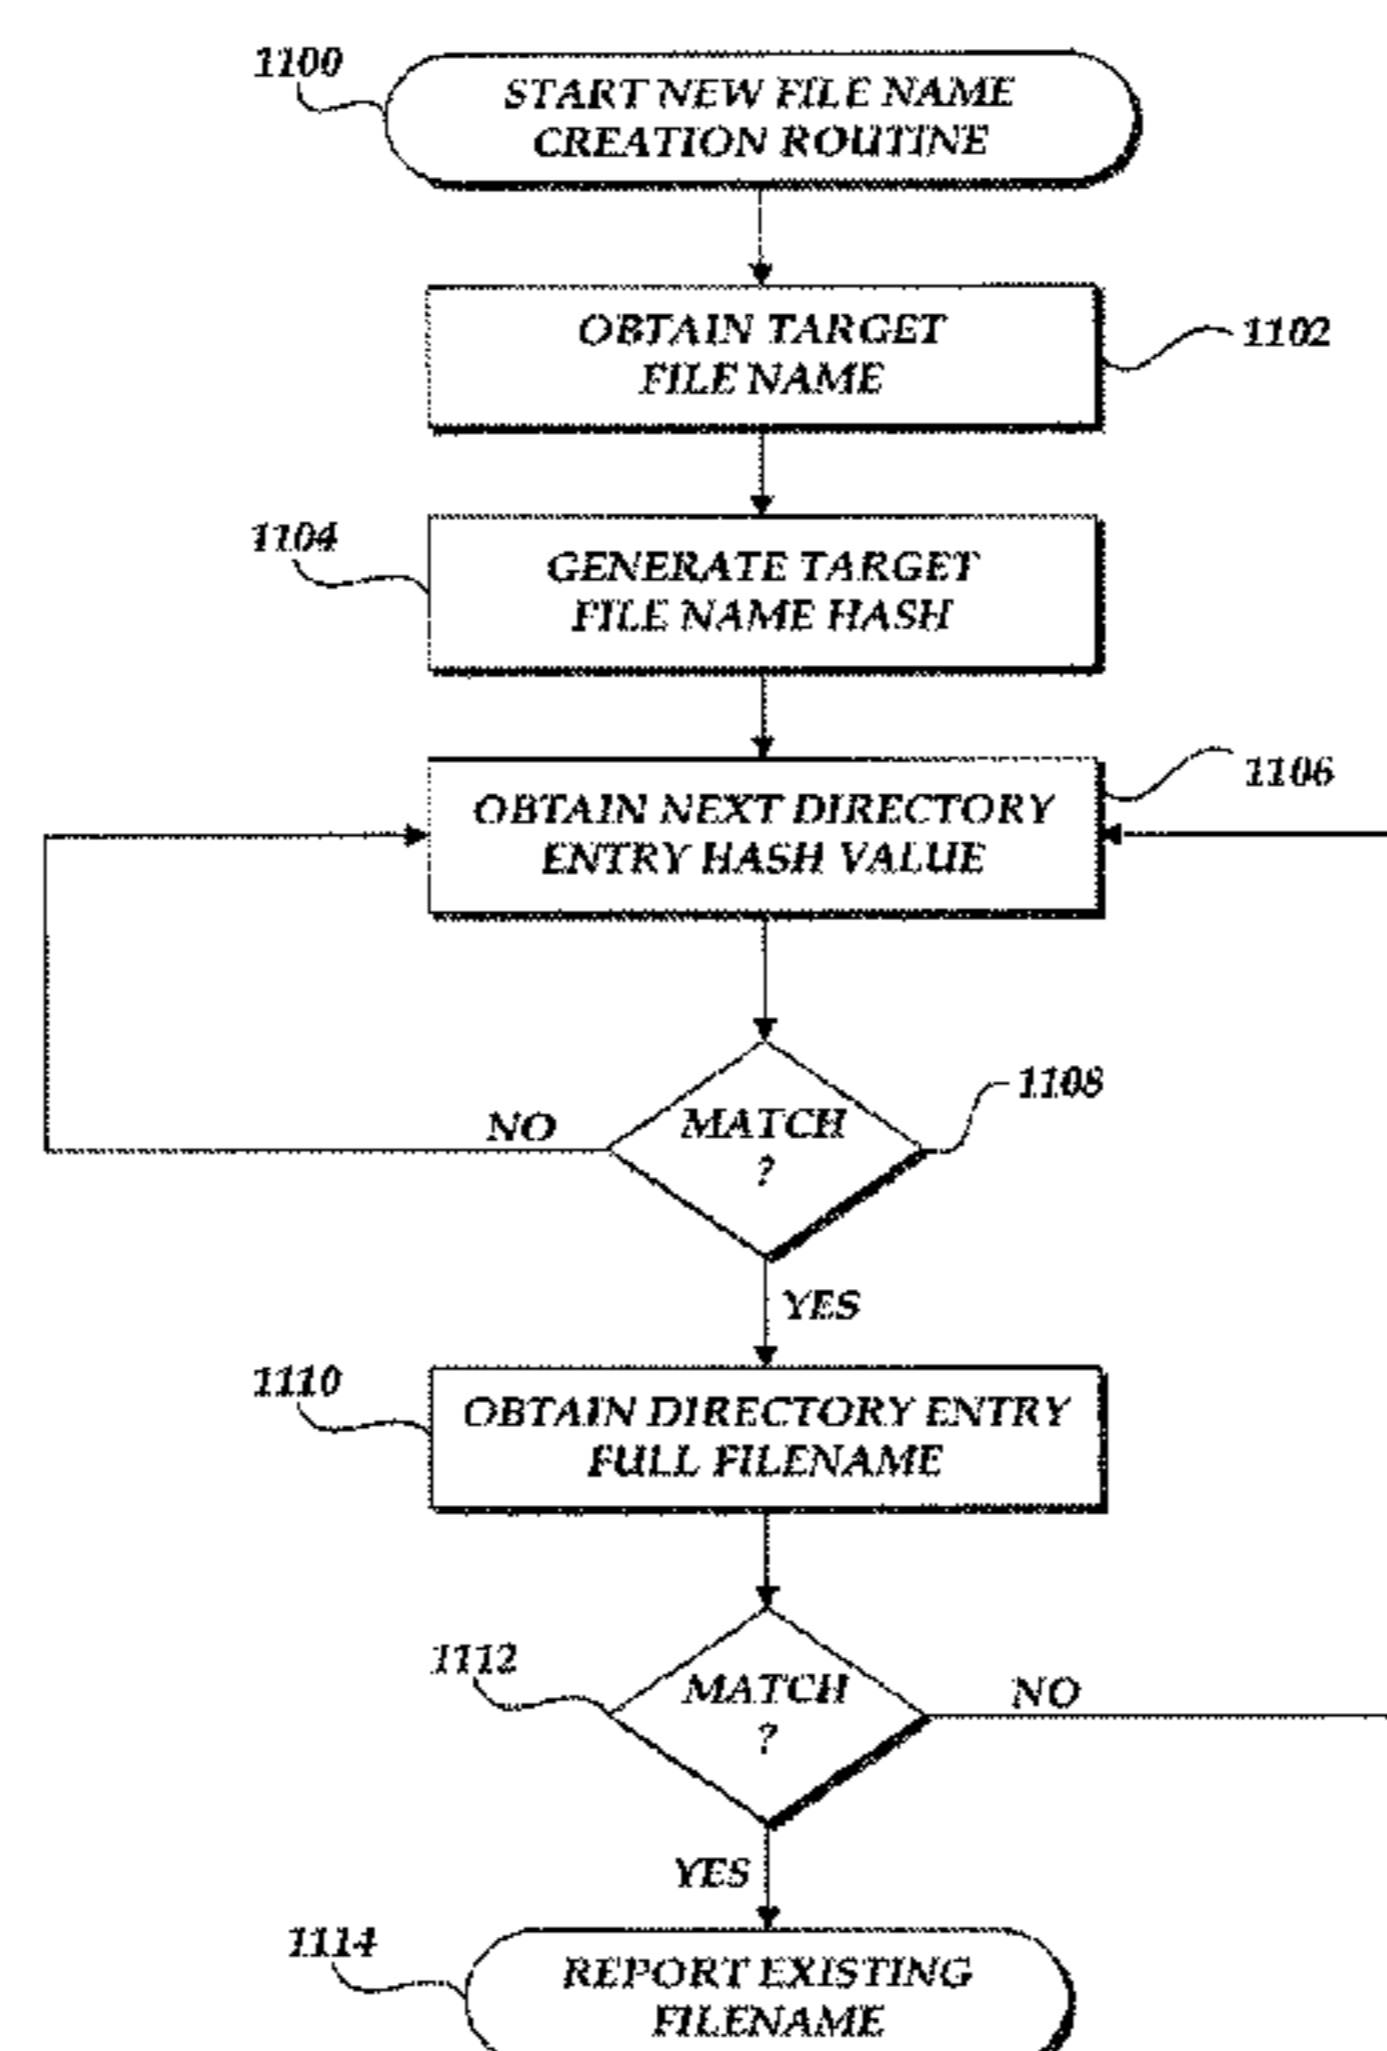 1100
START NEW FILE NAME
CREATION ROUTINE
OBTAIN TARGET
FILE NAME
1102
1104
GENERATE TARGET
FILE NAME HASH
1106
OBTAIN NEXT DIRECTORY
ENTRY HASH VALUE
1108
MATCH
?
NO
YES
1110
OBTAIN DIRECTORY ENTRY
FULL FILENAME
1112
MATCH
?
NO
YES
1114
REPORT EXISTING
FILENAME